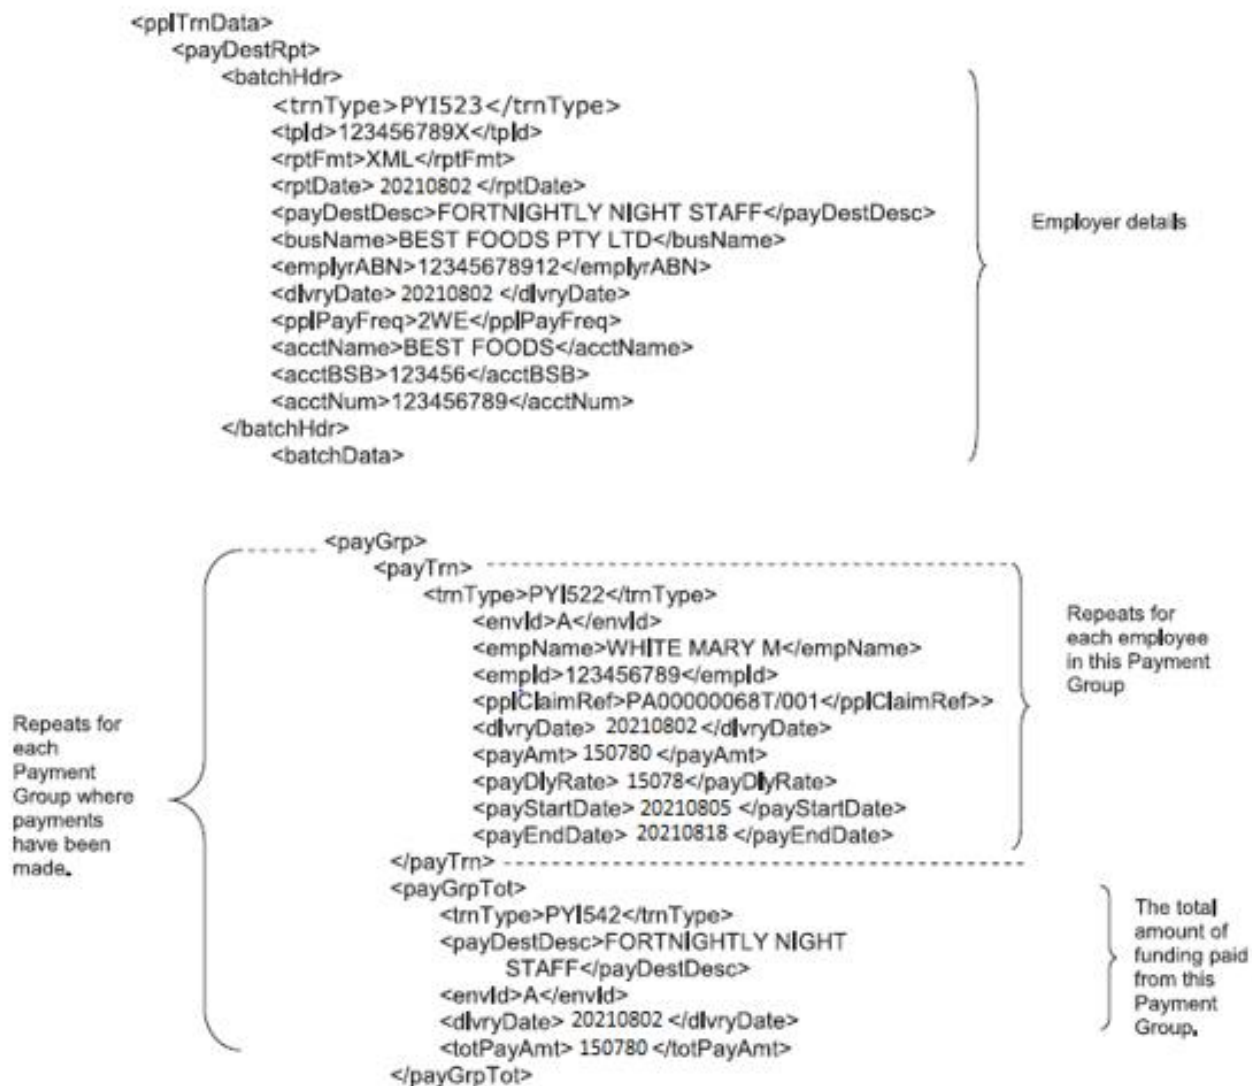 <pplTrnData>
<payDestRpt>
<batchHdr>
<trnType>PYI523</trnType>
<tpId>123456789X</tpId>
<rptFmt>XML</rptFmt>
<rptDate> 20210802 </rptDate>
<payDestDesc>FORTNIGHTLY NIGHT STAFF</payDestDesc>
<busName>BEST FOODS PTY LTD</busName>
<emplyrABN>12345678912</emplyrABN>
<dlvryDate> 20210802 </dlvryDate>
<pplPayFreq>2WE</pplPayFreq>
<acctName>BEST FOODS</acctName>
<acctBSB>123456</acctBSB>
<acctNum>123456789</acctNum>
</batchHdr>
<batchData>
Employer details
<payGrp>
<payTrn>
<trnType>PYI522</trnType>
<envId>A</envId>
<empName>WHITE MARY M</empName>
<empId>123456789</empId>
<pplClaimRef>PA00000068T/001</pplClaimRef>>
<dlvryDate> 20210802 </dlvryDate>
<payAmt> 150780 </payAmt>
<payDlyRate> 15078</payDlyRate>
<payStartDate> 20210805 </payStartDate>
<payEndDate> 20210818 </payEndDate>
</payTrn>
Repeats for
each employee
in this Payment
Group
Repeats for
each
Payment
Group where
payments
have been
made.
<payGrpTot>
<trnType>PYI542</trnType>
<payDestDesc>FORTNIGHTLY NIGHT
STAFF</payDestDesc>
<envId>A</envId>
<dlvryDate> 20210802 </dlvryDate>
<totPayAmt> 150780 </totPayAmt>
</payGrpTot>
The total
amount of
funding paid
from this
Payment
Group.